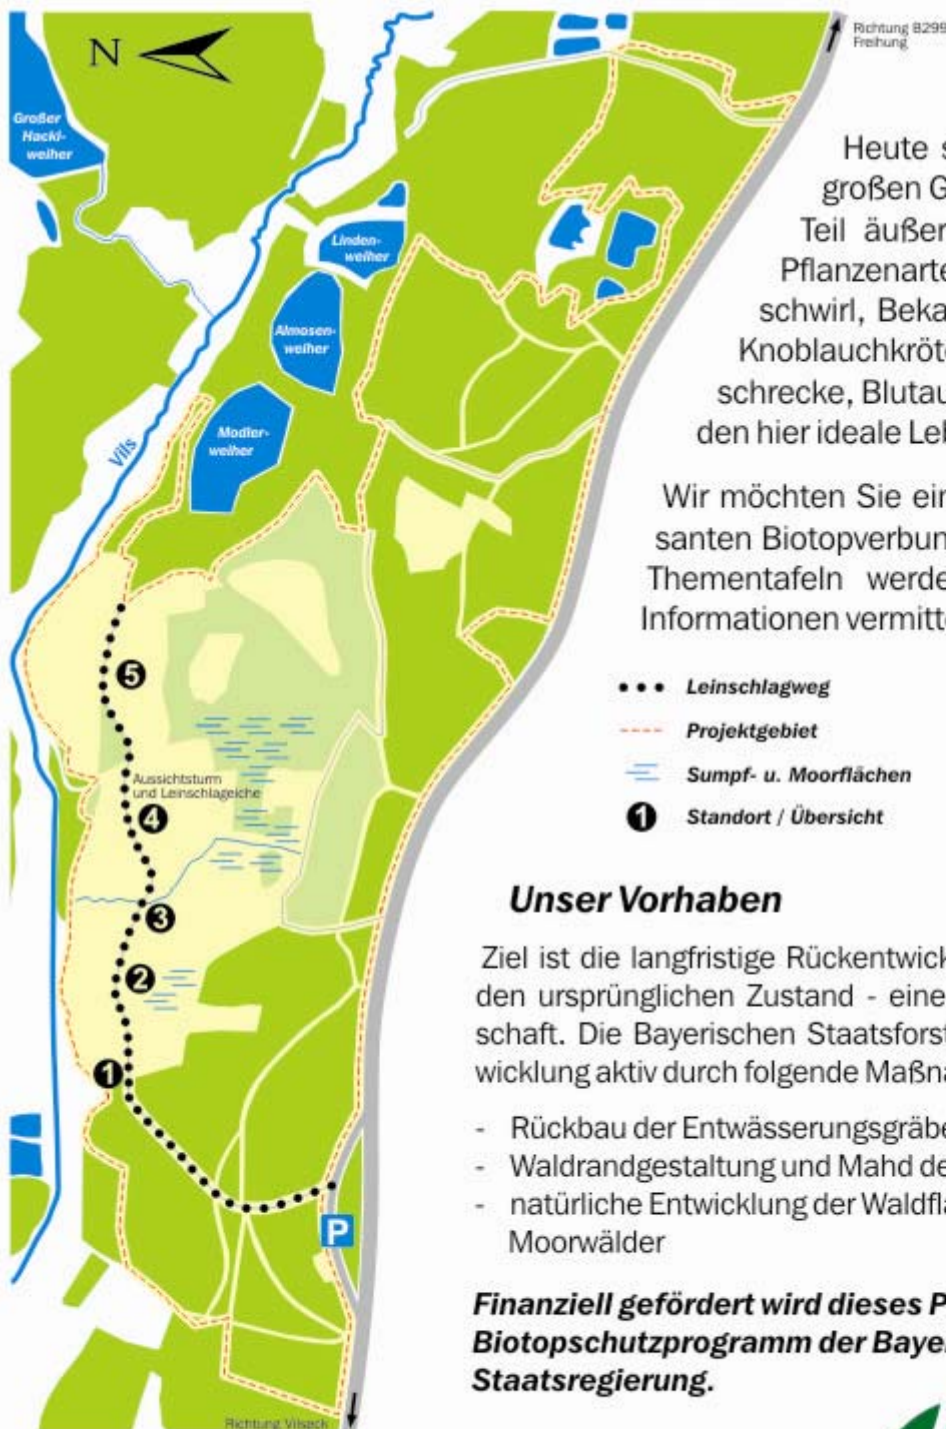 Richtung B299
Freihung
N
Großer
Hackl-
weiher
Linden-
weiher
Almosen-
weiher
Modler-
weiher
Vils
5
Aussichtsturm
und Leinschlageiche
4
3
2
1
P
Richtung Vilseck
Heute s
großen G
Teil äußer
Pflanzenarte
schwirl, Beka
Knoblauchkröte
schrecke, Blutau
den hier ideale Leb
Wir möchten Sie ein
santen Biotopverbun
Thementafeln werde
Informationen vermitte
Leinschlagweg
Projektgebiet
Sumpf- u. Moorflächen
1 Standort / Übersicht
Unser Vorhaben
Ziel ist die langfristige Rückentwick
den ursprünglichen Zustand - eine
schaft. Die Bayerischen Staatsforst
wicklung aktiv durch folgende Maßna
- Rückbau der Entwässerungsgräbe
- Waldrandgestaltung und Mahd de
- natürliche Entwicklung der Waldflä
Moorwälder
Finanziell gefördert wird dieses P
Biotopschutzprogramm der Bayer
Staatsregierung.